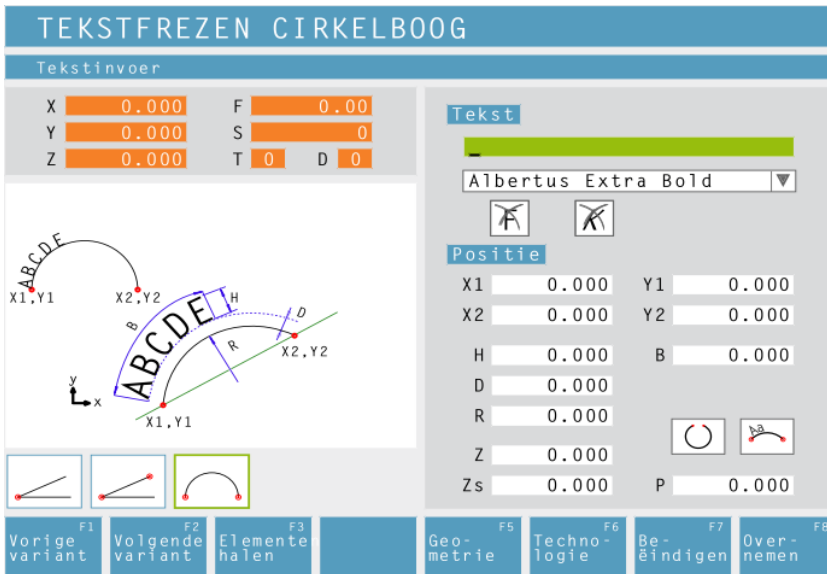 TEKSTFREZEN CIRKELBOOG
Tekstinvoer
X 0.000 F 0.00
Y 0.000 S 0
Z 0.000 T 0 D 0
ABCDE
X1,Y1 X2,Y2
ABCDE
B
H
D
R
X2,Y2
y
x
X1,Y1
Tekst
Albertus Extra Bold
F
K
Positie
X1 0.000 Y1 0.000
X2 0.000 Y2 0.000
H 0.000 B 0.000
D 0.000
R 0.000
Aa
Z 0.000
Zs 0.000 P 0.000
F1
Vorige
variant
F2
Volgende
variant
F3
Elementen
halen
F5
Geo-
metrie
F6
Techno-
logie
F7
Be-
ëindigen
F8
Over-
nemen